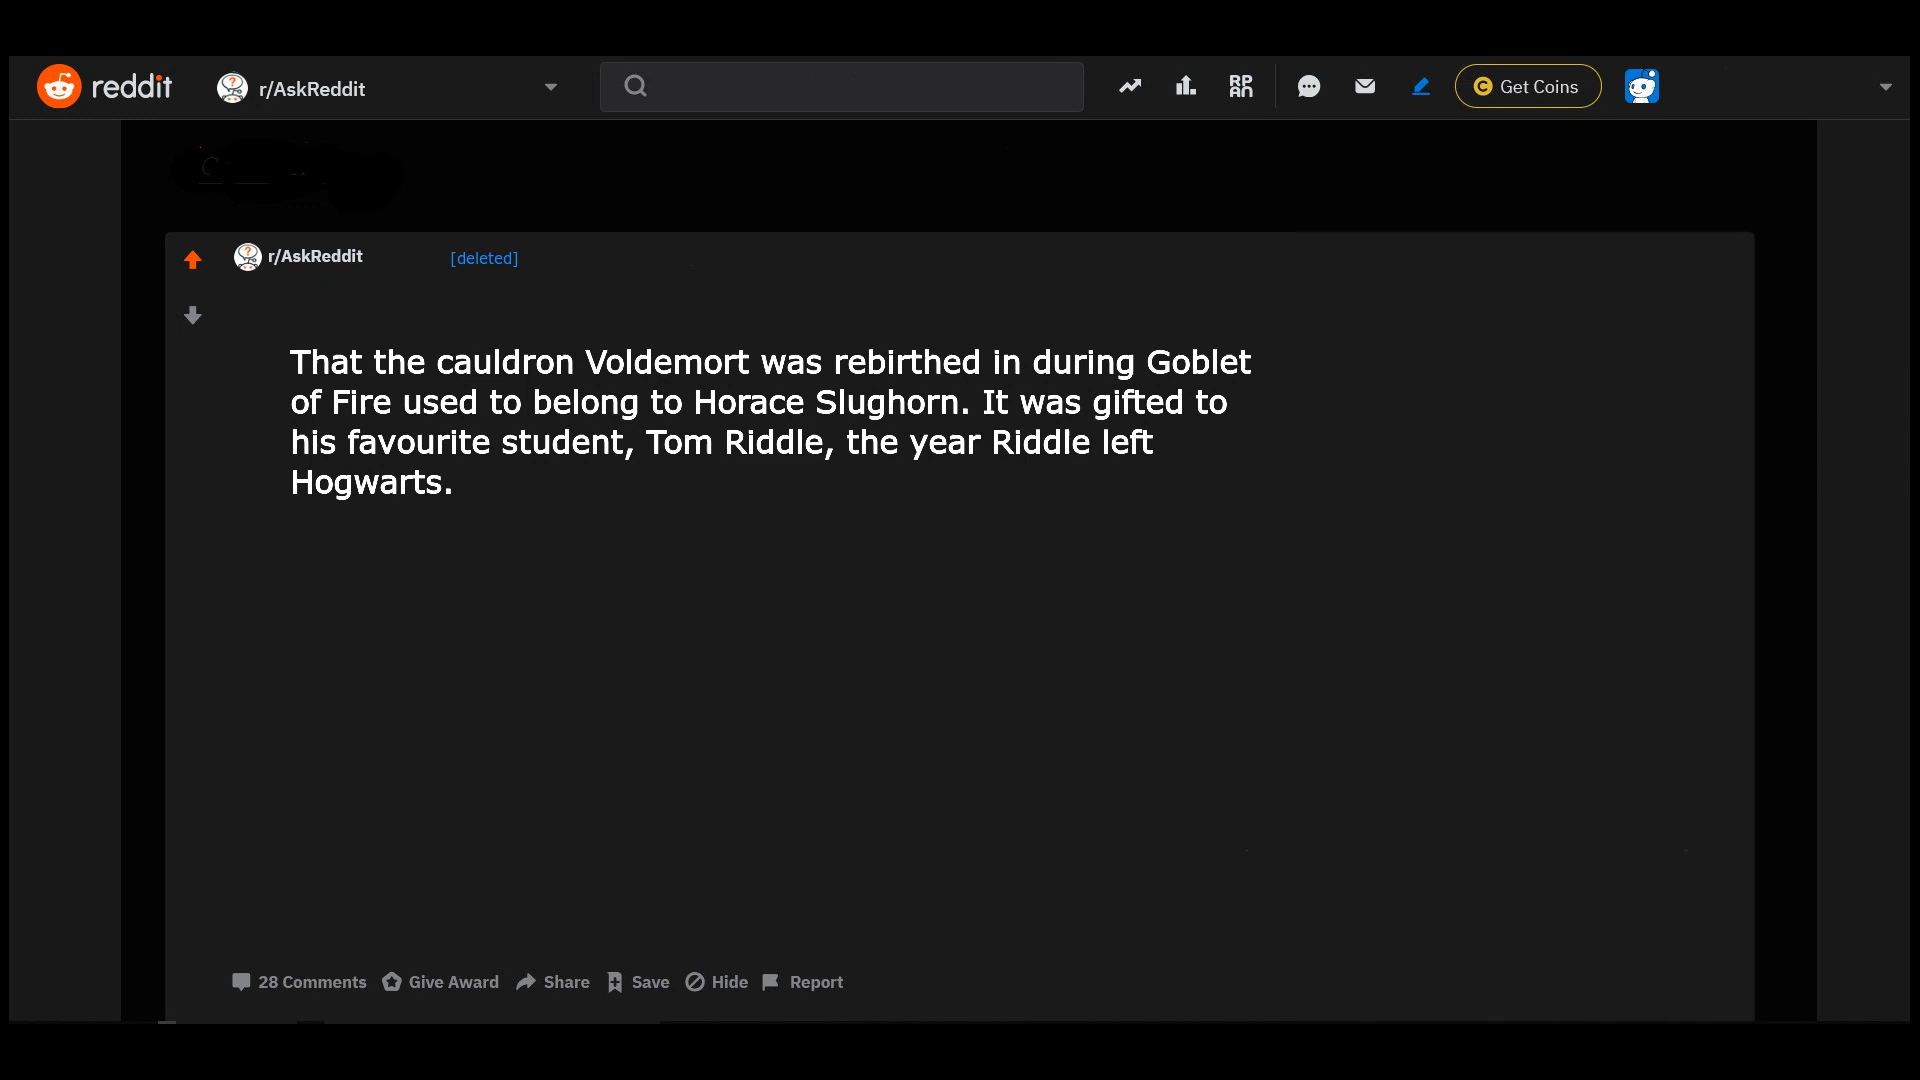 reddit r/AskReddit RPAN Get Coins
r/AskReddit [deleted]
That the cauldron Voldemort was rebirthed in during Goblet
of Fire used to belong to Horace Slughorn. It was gifted to
his favourite student, Tom Riddle, the year Riddle left
Hogwarts.
28 Comments Give Award Share Save Hide Report